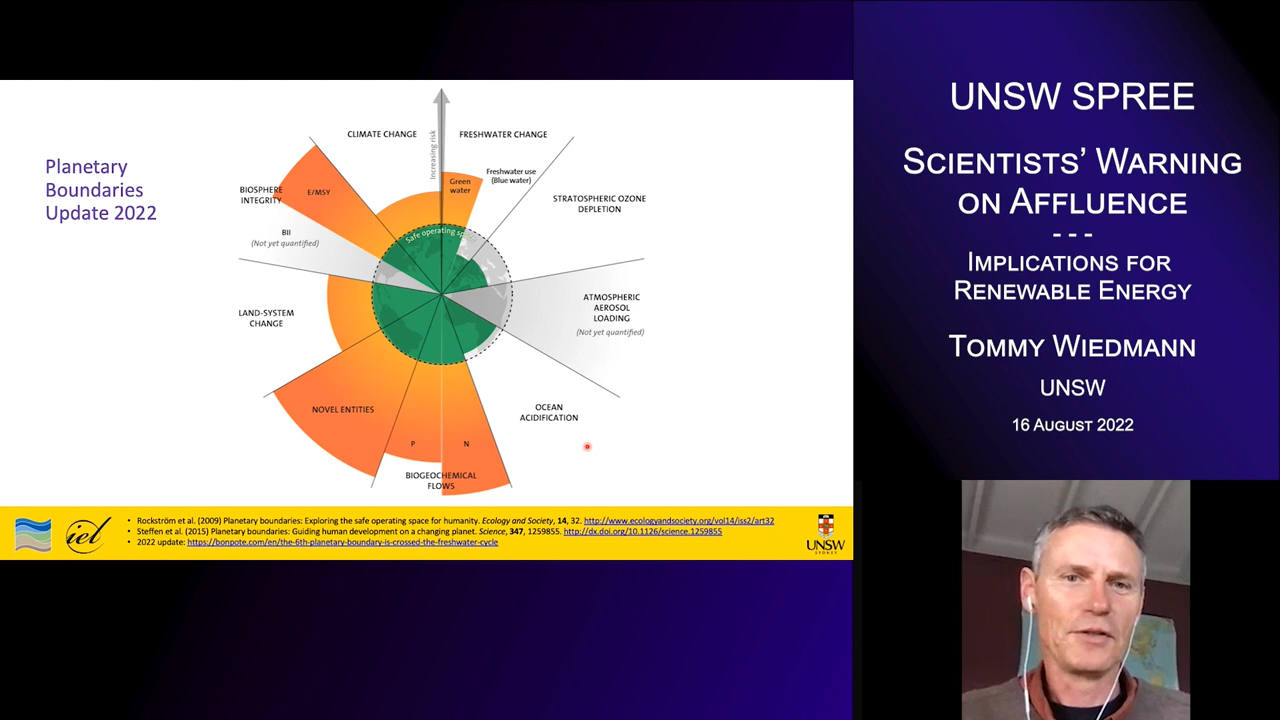 Planetary
Boundaries
Update 2022
CLIMATE CHANGE
Increasing risk
FRESHWATER CHANGE
Green
water
Freshwater use
(Blue water)
BIOSPHERE
INTEGRITY
E/MSY
BII
(Not yet quantified)
STRATOSPHERIC OZONE
DEPLETION
Safe operating sp
ATMOSPHERIC
AEROSOL
LOADING
(Not yet quantified)
LAND-SYSTEM
CHANGE
NOVEL ENTITIES
P
N
BIOGEOCHEMICAL
FLOWS
OCEAN
ACIDIFICATION
iel
• Rockström et al. (2009) Planetary boundaries: Exploring the safe operating space for humanity. Ecology and Society, 14, 32. http://www.ecologyandsociety.org/vol14/iss2/art32
• Steffen et al. (2015) Planetary boundaries: Guiding human development on a changing planet. Science, 347, 1259855. http://dx.doi.org/10.1126/science.1259855
• 2022 update: https://bonpote.com/en/the-6th-planetary-boundary-is-crossed-the-freshwater-cycle
UNSW
SYDNEY
UNSW SPREE
Scientists' Warning
on Affluence
- - -
Implications for
Renewable Energy
Tommy Wiedmann
UNSW
16 August 2022